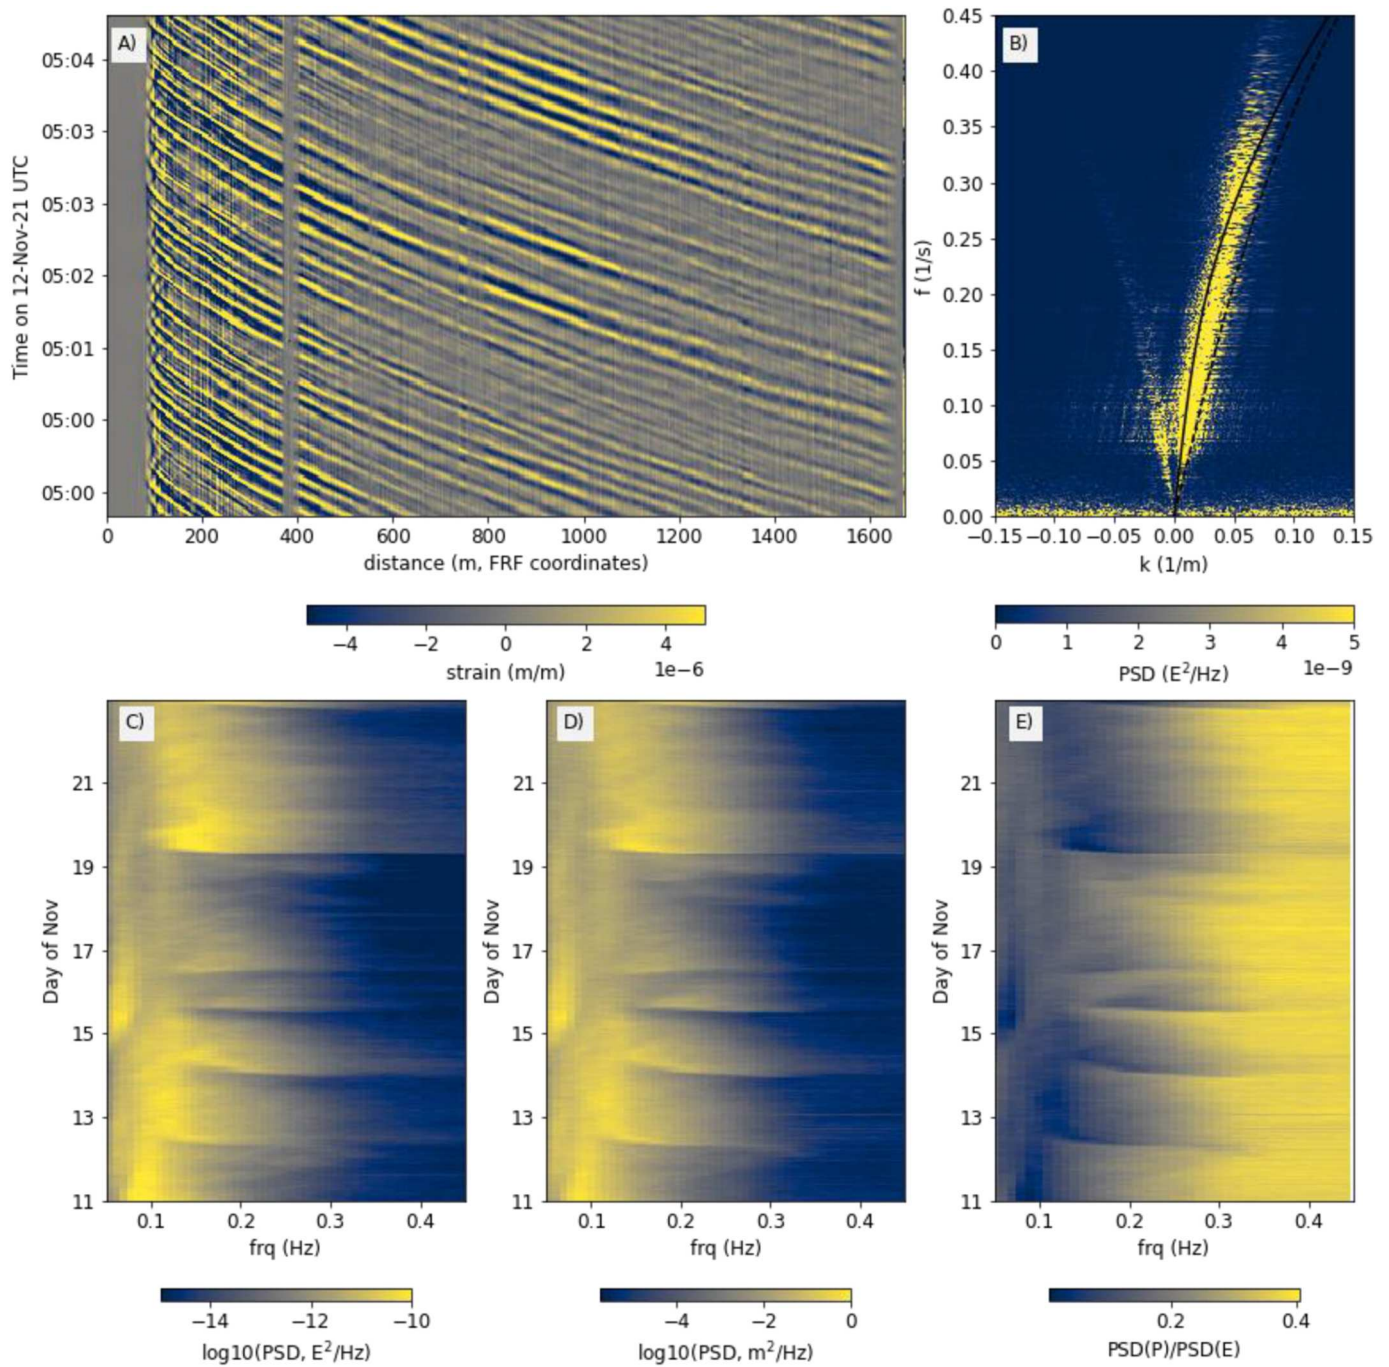 A)
05:04
05:03
05:03
05:02
05:01
05:00
05:00
Time on 12-Nov-21 UTC
0 200 400 600 800 1000 1200 1400 1600
distance (m, FRF coordinates)
B)
0.45
0.40
0.35
0.30
0.25
0.20
0.15
0.10
0.05
0.00
f (1/s)
−0.15 −0.10 −0.05 0.00 0.05 0.10 0.15
k (1/m)
−4 −2 0 2 4
strain (m/m) 1e−6
0 1 2 3 4 5
PSD (E²/Hz) 1e−9
C)
21
19
17
15
13
11
Day of Nov
0.1 0.2 0.3 0.4
frq (Hz)
−14 −12 −10
log10(PSD, E²/Hz)
D)
21
19
17
15
13
11
Day of Nov
0.1 0.2 0.3 0.4
frq (Hz)
−4 −2 0
log10(PSD, m²/Hz)
E)
21
19
17
15
13
11
Day of Nov
0.1 0.2 0.3 0.4
frq (Hz)
0.2 0.4
PSD(P)/PSD(E)